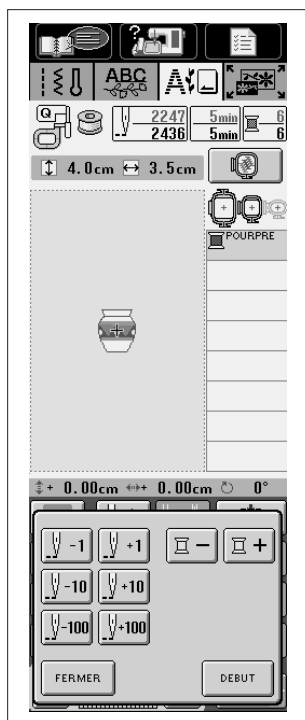 ABC
A
Q
2247 5min 6
2436 5min 6
4.0cm 3.5cm
POURPRE
+ 0.00cm + 0.00cm 0°
-1 +1 - +
-10 +10
-100 +100
FERMER DEBUT